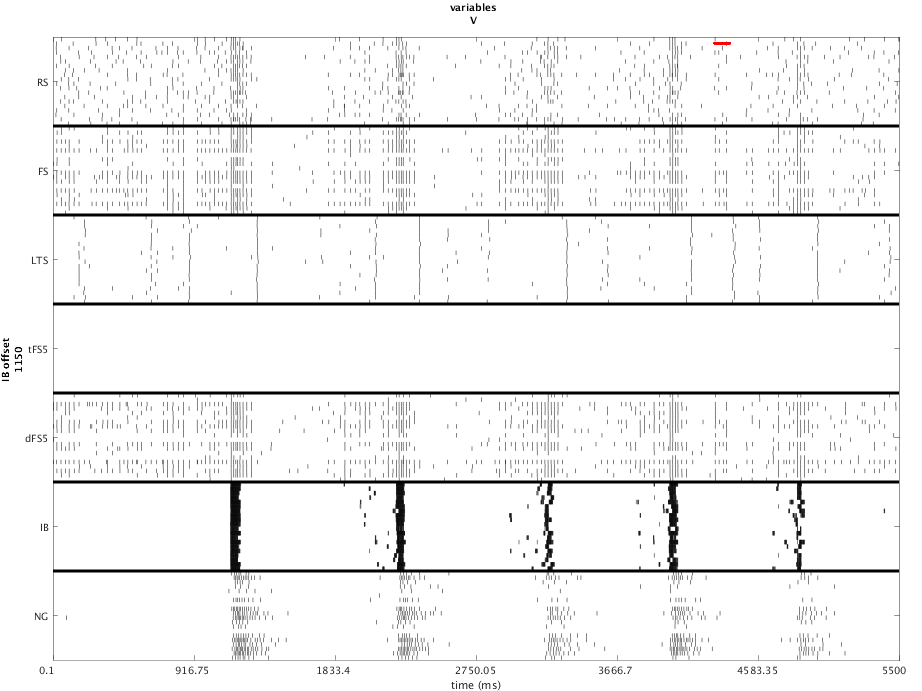 variables
V
RS
FS
LTS
tFS5
dFS5
IB
NG
IB offset
1150
0.1 916.75 1833.4 2750.05 3666.7 4583.35 5500
time (ms)